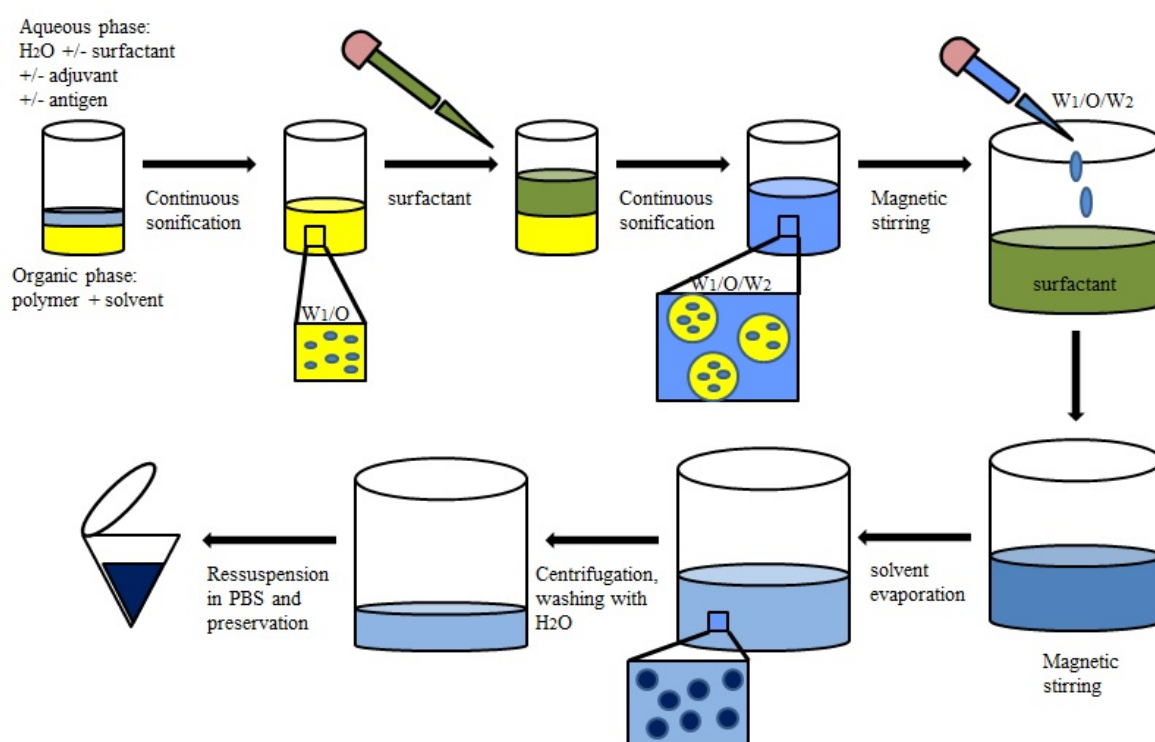 Aqueous phase:
H2O +/- surfactant
+/- adjuvant
+/- antigen
Organic phase:
polymer + solvent
Continuous
sonification
W1/O
surfactant
Continuous
sonification
W1/O/W2
Magnetic
stirring
W1/O/W2
surfactant
Magnetic
stirring
solvent
evaporation
Centrifugation,
washing with
H2O
Ressuspension
in PBS and
preservation